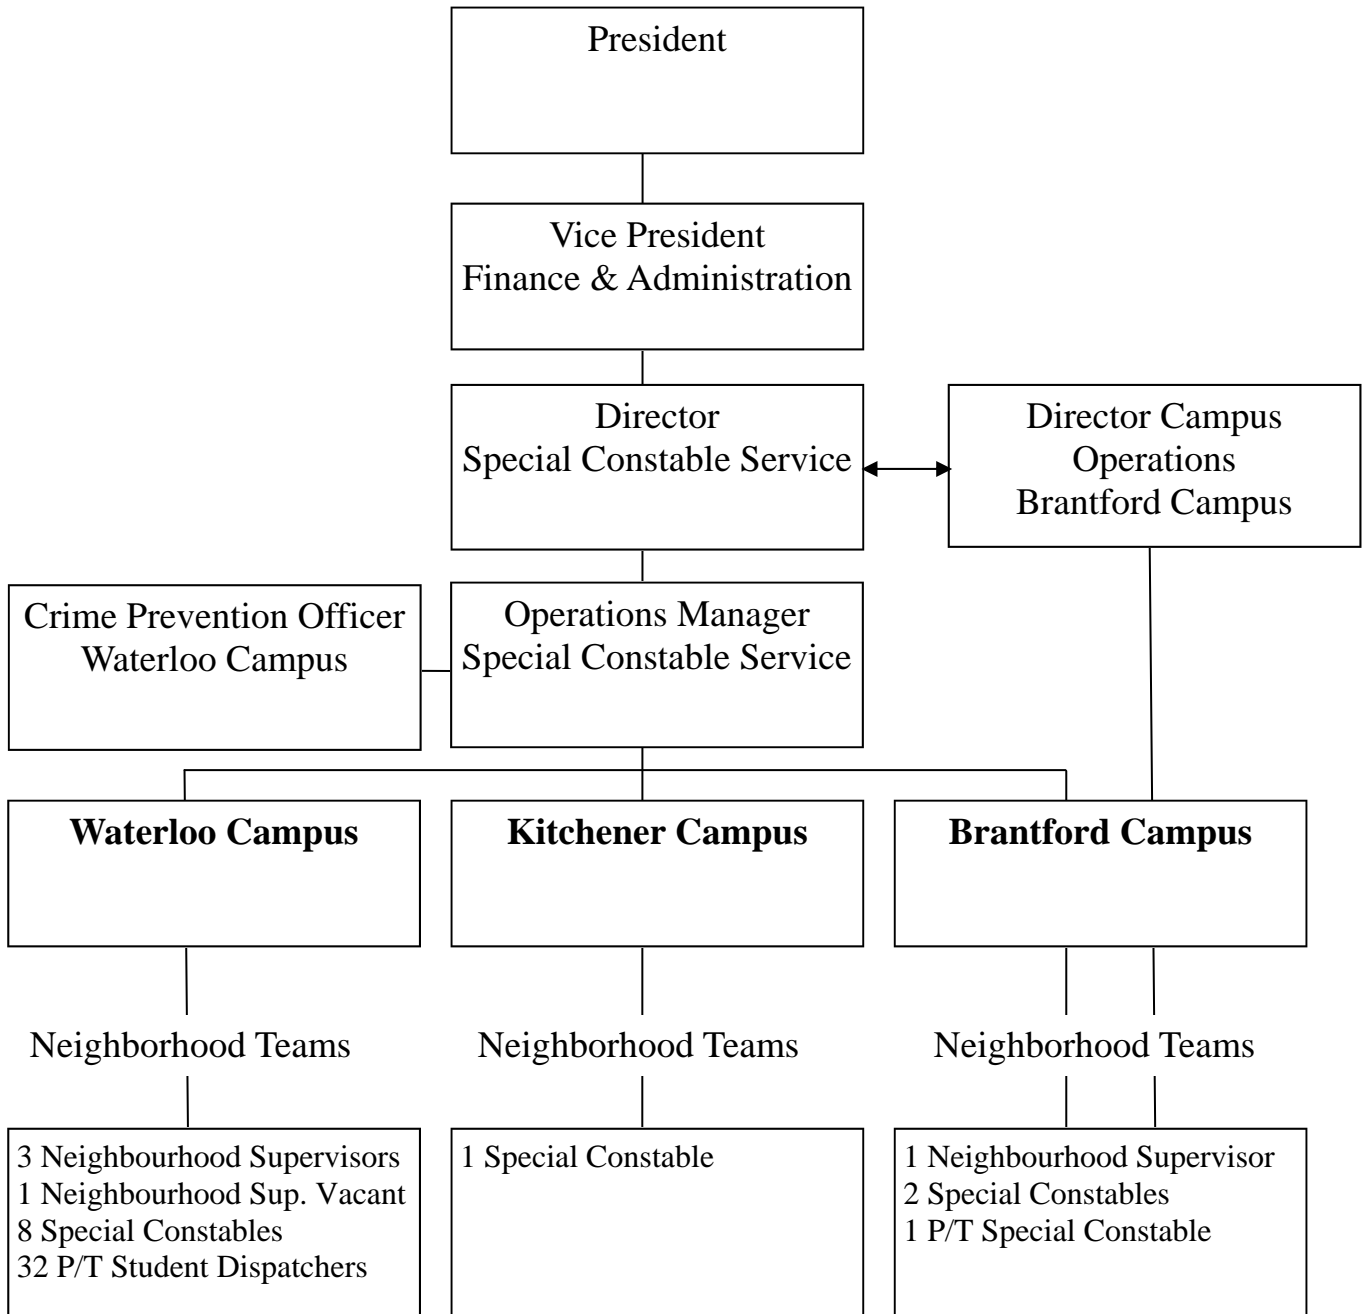 President
Vice President
Finance & Administration
Director
Special Constable Service
Director Campus
Operations
Brantford Campus
Crime Prevention Officer
Waterloo Campus
Operations Manager
Special Constable Service
Waterloo Campus
Kitchener Campus
Brantford Campus
Neighborhood Teams
Neighborhood Teams
Neighborhood Teams
3 Neighbourhood Supervisors
1 Neighbourhood Sup. Vacant
8 Special Constables
32 P/T Student Dispatchers
1 Special Constable
1 Neighbourhood Supervisor
2 Special Constables
1 P/T Special Constable